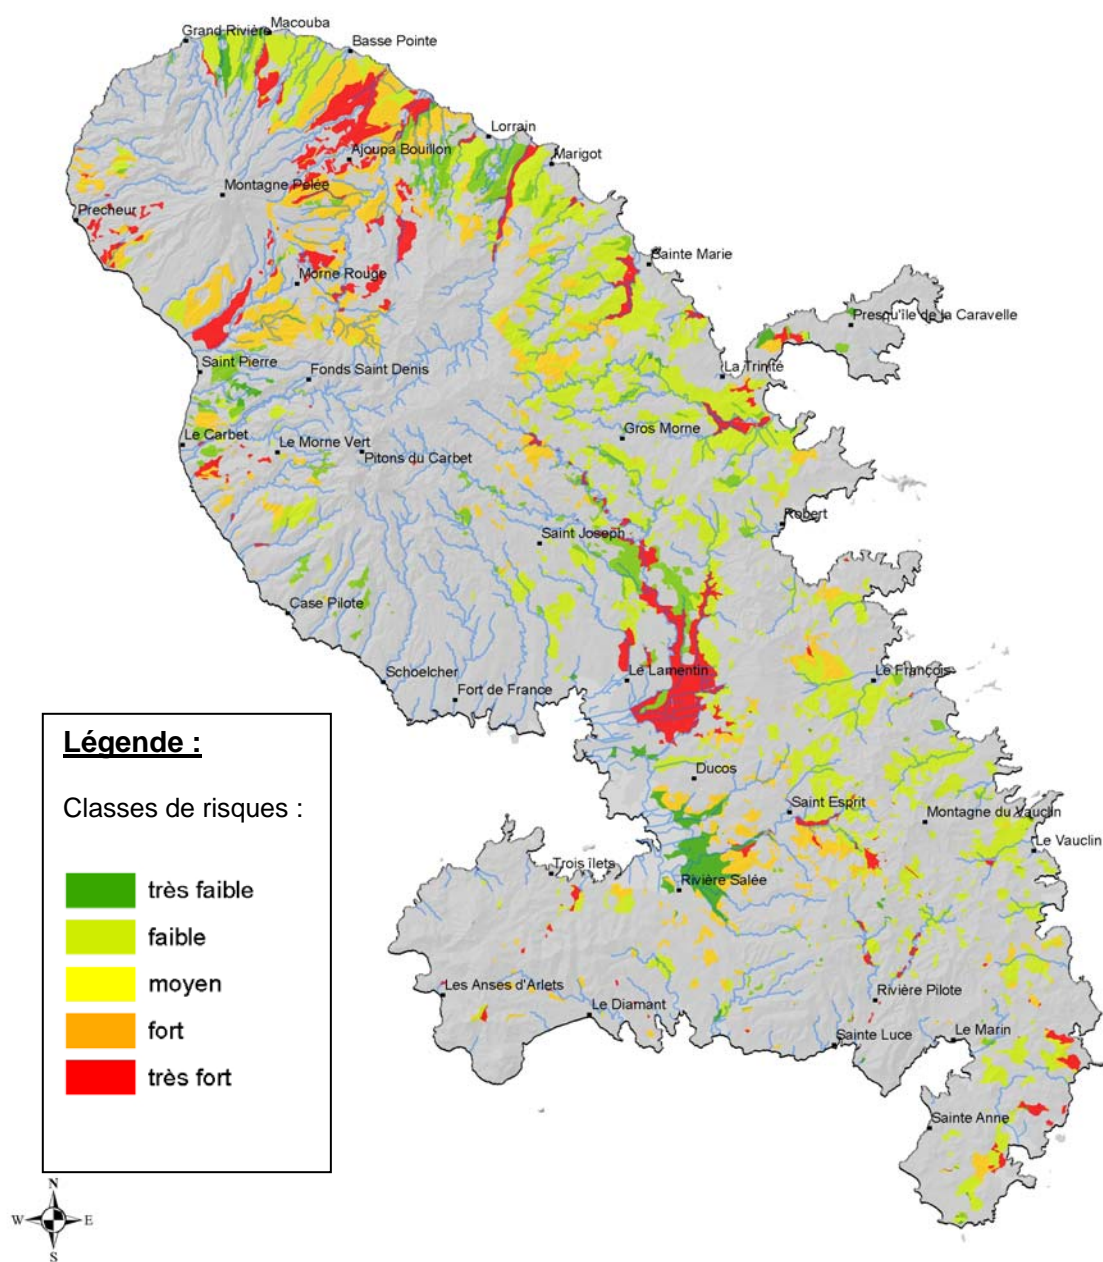 Grand Rivière
Macouba
Basse Pointe
Lorrain
Ajoupa Bouillon
Marigot
Montagne Pelée
Precheur
Sainte Marie
Morne Rouge
Presqu'île de la Caravelle
Saint Pierre
Fonds Saint Denis
La Trinité
Le Carbet
Le Morne Vert
Gros Morne
Pitons du Carbet
Robert
Saint Joseph
Case Pilote
Schoelcher
Le Lamentin
Le François
Fort de France
Ducos
Saint Esprit
Montagne du Vauclin
Le Vauclin
Trois îlets
Rivière Salée
Les Anses d'Arlets
Le Diamant
Rivière Pilote
Sainte Luce
Le Marin
Sainte Anne
Légende :
Classes de risques :
très faible
faible
moyen
fort
très fort
N
W
E
S